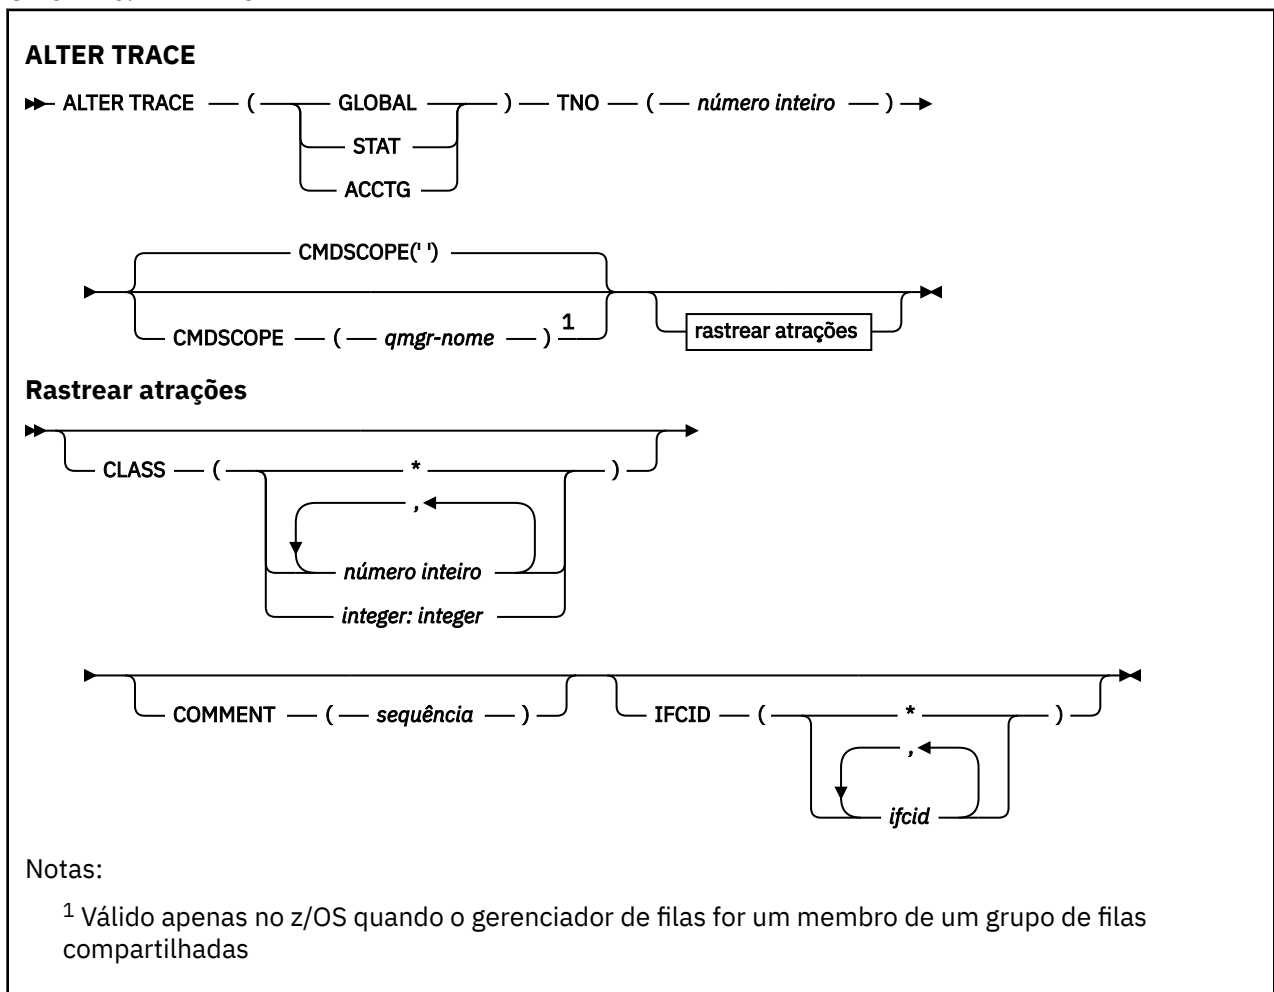 ALTER TRACE
ALTER TRACE ( GLOBAL ) TNO ( número inteiro )
STAT
ACCTG
CMDSCOPE(' ')
CMDSCOPE ( qmgr-nome ) 1
rastrear atrações
Rastrear atrações
CLASS ( * )
,
número inteiro
integer: integer
COMMENT ( sequência ) IFCID ( * )
,
ifcid
Notas:
1 Válido apenas no z/OS quando o gerenciador de filas for um membro de um grupo de filas
compartilhadas